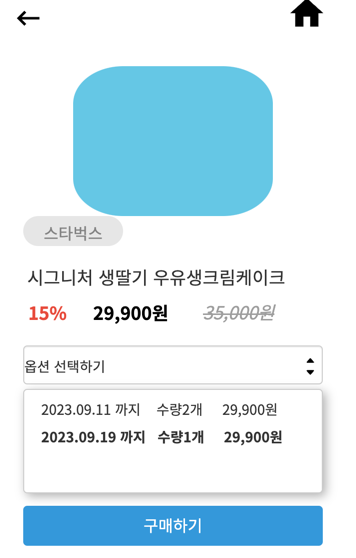 스타벅스
시그니처 생딸기 우유생크림케이크
15% 29,900원 35,000원
옵션 선택하기
2023.09.11 까지 수량2개 29,900원
2023.09.19 까지 수량1개 29,900원
구매하기